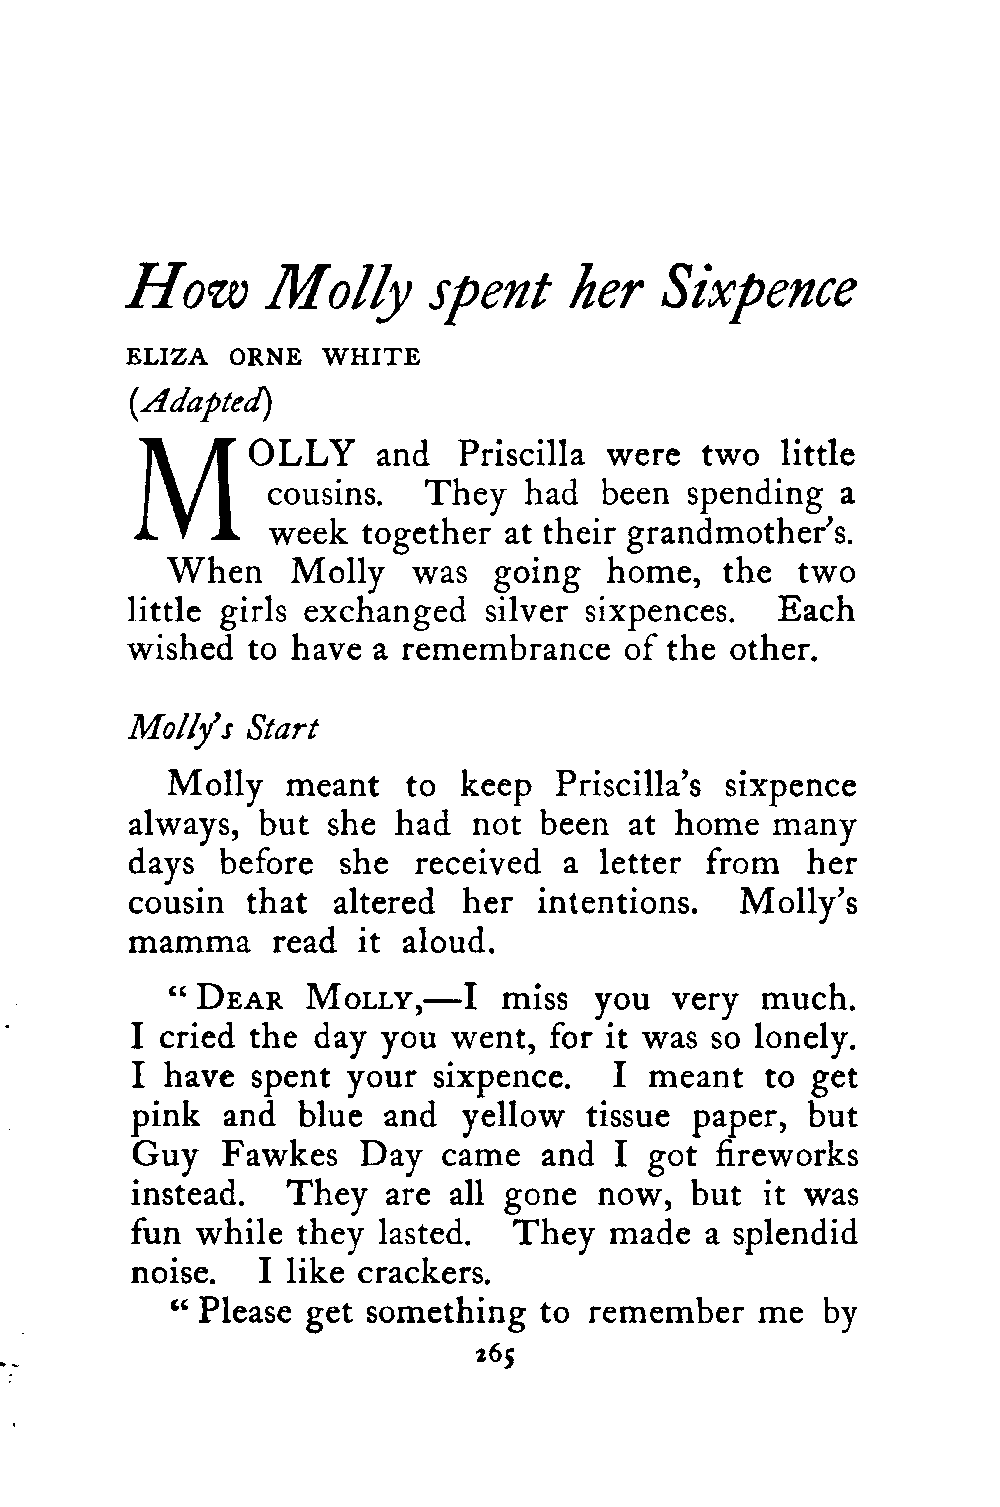 How Molly spent her Sixpence
ELIZA ORNE WHITE
(Adapted)
MOLLY and Priscilla were two little
cousins. They had been spending a
week together at their grandmother's.
When Molly was going home, the two
little girls exchanged silver sixpences. Each
wished to have a remembrance of the other.
Molly's Start
Molly meant to keep Priscilla's sixpence
always, but she had not been at home many
days before she received a letter from her
cousin that altered her intentions. Molly's
mamma read it aloud.
“ DEAR MOLLY,—I miss you very much.
I cried the day you went, for it was so lonely.
I have spent your sixpence. I meant to get
pink and blue and yellow tissue paper, but
Guy Fawkes Day came and I got fireworks
instead. They are all gone now, but it was
fun while they lasted. They made a splendid
noise. I like crackers.
“ Please get something to remember me by
265